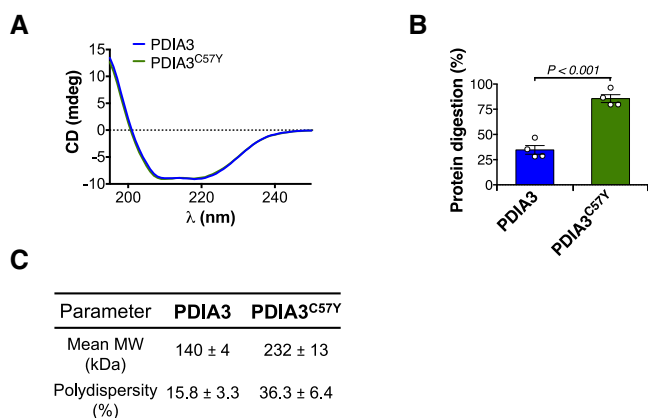 A
PDIA3
PDIA3C57Y
CD (mdeg)
15
10
5
0
-5
-10
200
220
240
λ (nm)
B
P < 0.001
Protein digestion (%)
100
75
50
25
0
PDIA3
PDIA3C57Y
C
Parameter PDIA3 PDIA3C57Y
Mean MW
(kDa) 140 ± 4 232 ± 13
Polydispersity
(%) 15.8 ± 3.3 36.3 ± 6.4